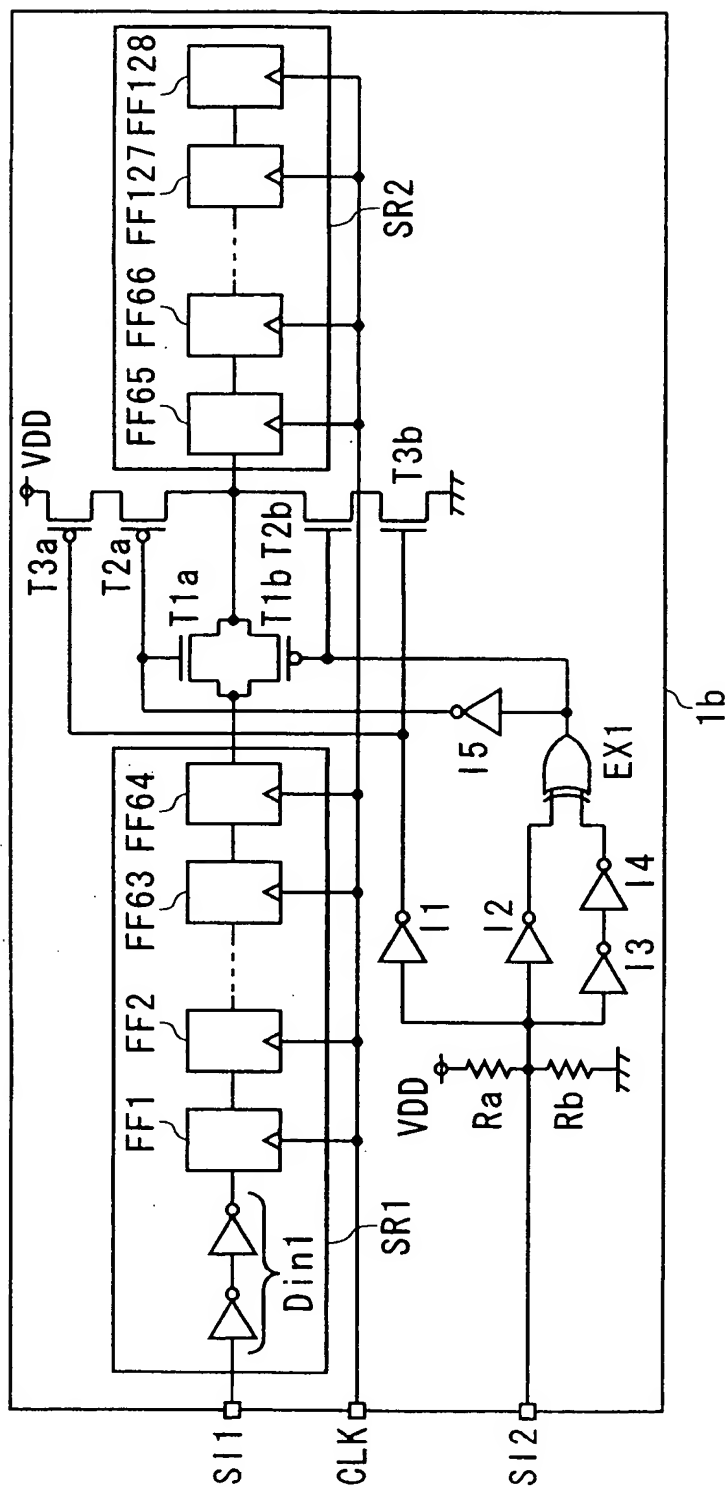 FF1
FF2
FF63
FF64
T3a
VDD
T2a
T1a
T1b
T2b
T3b
FF65
FF66
FF127
FF128
Din1
SR1
SR2
SI1
CLK
SI2
VDD
Ra
Rb
I1
I2
I3
I4
I5
EX1
1b